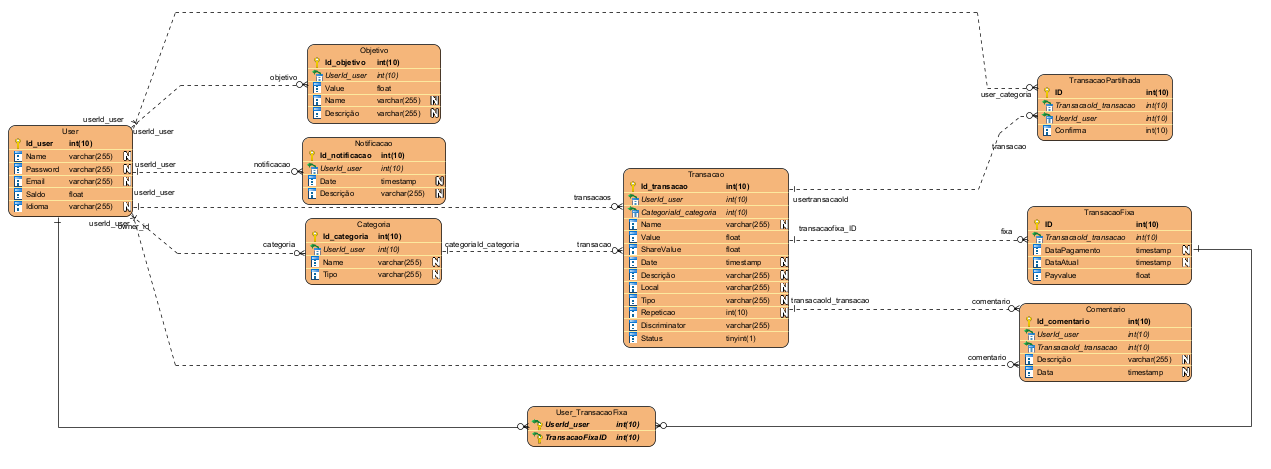 Objetivo
Id_objetivo int(10)
UserId_user int(10)
Value float
Name varchar(255) N
Descrição varchar(255) N
objetivo
TransacaoPartilhada
ID int(10)
TransacaoId_transacao int(10)
UserId_user int(10)
Confirma int(10)
user_categoria
transacao
userId_user
userId_user
User
Id_user int(10)
Name varchar(255) N
Password varchar(255) N
Email varchar(255) N
Saldo float
Idioma varchar(255) N
userId_user
userId_user
userId_user
owner_id
Notificacao
Id_notificacao int(10)
UserId_user int(10)
Date timestamp N
Descrição varchar(255) N
notificacao
Categoria
Id_categoria int(10)
UserId_user int(10)
Name varchar(255) N
Tipo varchar(255) N
categoria
categoriaId_categoria
transacaos
transacao
Transacao
Id_transacao int(10)
UserId_user int(10)
CategoriaId_categoria int(10)
Name varchar(255) N
Value float
ShareValue float
Date timestamp N
Descrição varchar(255) N
Local varchar(255) N
Tipo varchar(255) N
Repeticao int(10) N
Discriminator varchar(255)
Status tinyint(1)
usertransacaoId
transacaofixa_ID
fixa
transacaoId_transacao
comentario
TransacaoFixa
ID int(10)
TransacaoId_transacao int(10)
DataPagamento timestamp N
DataAtual timestamp N
Payvalue float
Comentario
Id_comentario int(10)
UserId_user int(10)
TransacaoId_transacao int(10)
Descrição varchar(255) N
Data timestamp N
comentario
User_TransacaoFixa
UserId_user int(10)
TransacaoFixaID int(10)